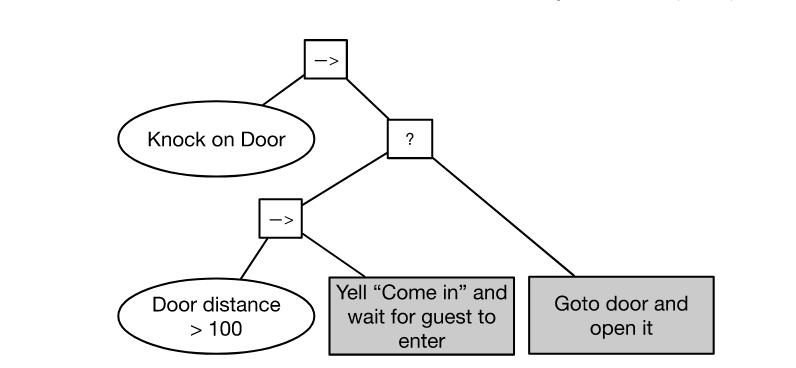 —>
Knock on Door
?
—>
Door distance
> 100
Yell “Come in” and
wait for guest to
enter
Goto door and
open it